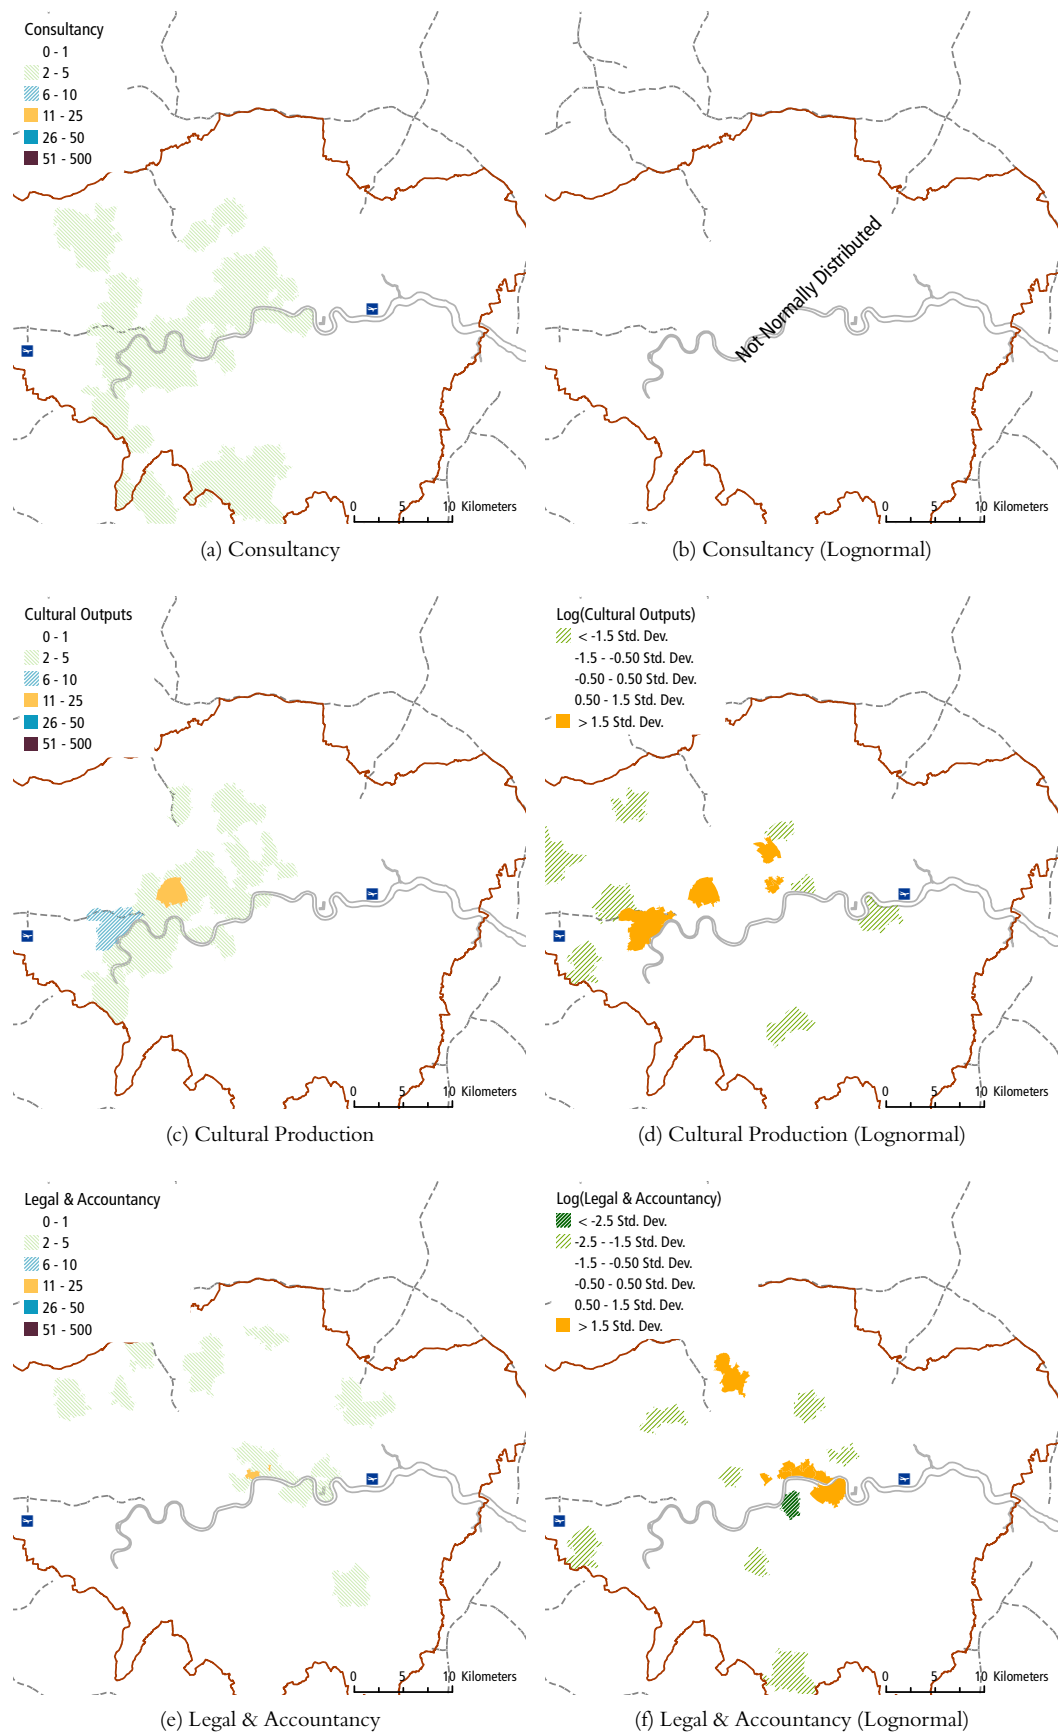 Consultancy
0 - 1
2 - 5
6 - 10
11 - 25
26 - 50
51 - 500
0 5 10 Kilometers
(a) Consultancy
Not Normally Distributed
0 5 10 Kilometers
(b) Consultancy (Lognormal)
Cultural Outputs
0 - 1
2 - 5
6 - 10
11 - 25
26 - 50
51 - 500
0 5 10 Kilometers
(c) Cultural Production
Log(Cultural Outputs)
< -1.5 Std. Dev.
-1.5 - -0.50 Std. Dev.
-0.50 - 0.50 Std. Dev.
0.50 - 1.5 Std. Dev.
> 1.5 Std. Dev.
0 5 10 Kilometers
(d) Cultural Production (Lognormal)
Legal & Accountancy
0 - 1
2 - 5
6 - 10
11 - 25
26 - 50
51 - 500
0 5 10 Kilometers
(e) Legal & Accountancy
Log(Legal & Accountancy)
< -2.5 Std. Dev.
-2.5 - -1.5 Std. Dev.
-1.5 - -0.50 Std. Dev.
-0.50 - 0.50 Std. Dev.
0.50 - 1.5 Std. Dev.
> 1.5 Std. Dev.
0 5 10 Kilometers
(f) Legal & Accountancy (Lognormal)